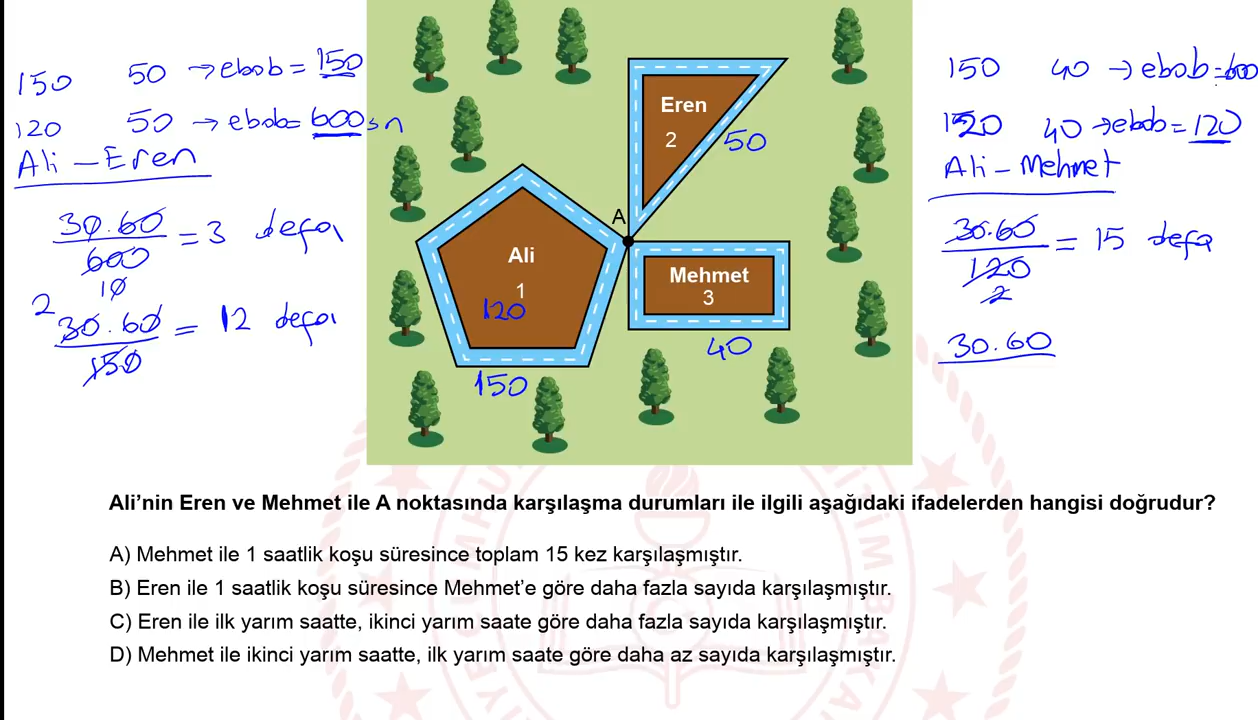 150 50 → ebob = 150
120 50 → ebob = 600 sn
Ali - Eren
30.60
600
= 3 defa
10
2
30.60
150
= 12 defa
Eren
2
50
A
Ali
1
120
150
Mehmet
3
40
150 40 → ebob = 600
120 40 → ebob = 120
Ali - Mehmet
30.60
120
= 15 defa
2
30.60
Ali’nin Eren ve Mehmet ile A noktasında karşılaşma durumları ile ilgili aşağıdaki ifadelerden hangisi doğrudur?
A) Mehmet ile 1 saatlik koşu süresince toplam 15 kez karşılaşmıştır.
B) Eren ile 1 saatlik koşu süresince Mehmet’e göre daha fazla sayıda karşılaşmıştır.
C) Eren ile ilk yarım saatte, ikinci yarım saate göre daha fazla sayıda karşılaşmıştır.
D) Mehmet ile ikinci yarım saatte, ilk yarım saate göre daha az sayıda karşılaşmıştır.